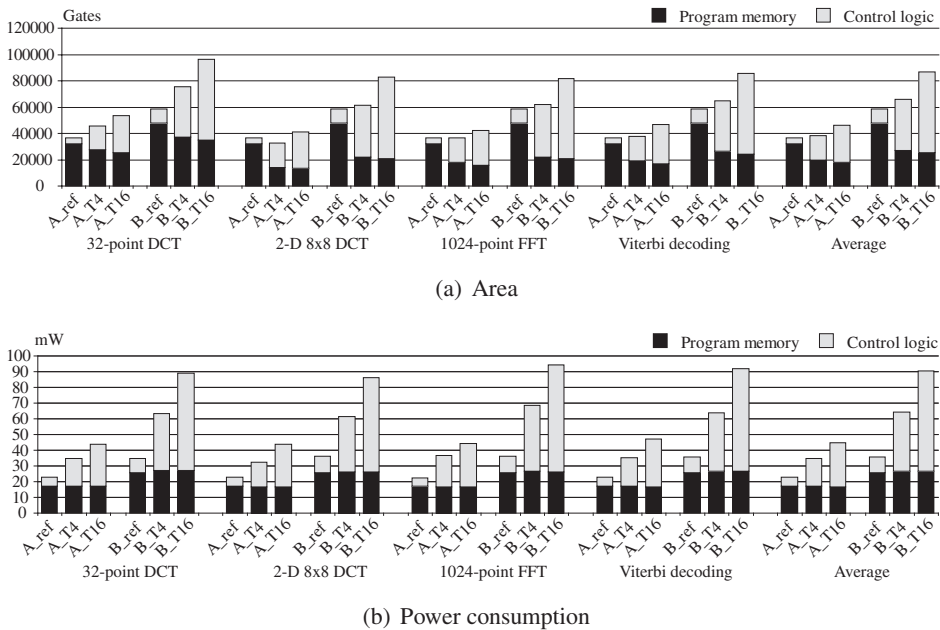 Gates
Program memory
Control logic
120000
100000
80000
60000
40000
20000
0
A_ref
A_T4
A_T16
B_ref
B_T4
B_T16
A_ref
A_T4
A_T16
B_ref
B_T4
B_T16
A_ref
A_T4
A_T16
B_ref
B_T4
B_T16
A_ref
A_T4
A_T16
B_ref
B_T4
B_T16
A_ref
A_T4
A_T16
B_ref
B_T4
B_T16
32-point DCT
2-D 8x8 DCT
1024-point FFT
Viterbi decoding
Average
(a) Area
mW
Program memory
Control logic
100
90
80
70
60
50
40
30
20
10
0
A_ref
A_T4
A_T16
B_ref
B_T4
B_T16
A_ref
A_T4
A_T16
B_ref
B_T4
B_T16
A_ref
A_T4
A_T16
B_ref
B_T4
B_T16
A_ref
A_T4
A_T16
B_ref
B_T4
B_T16
A_ref
A_T4
A_T16
B_ref
B_T4
B_T16
32-point DCT
2-D 8x8 DCT
1024-point FFT
Viterbi decoding
Average
(b) Power consumption